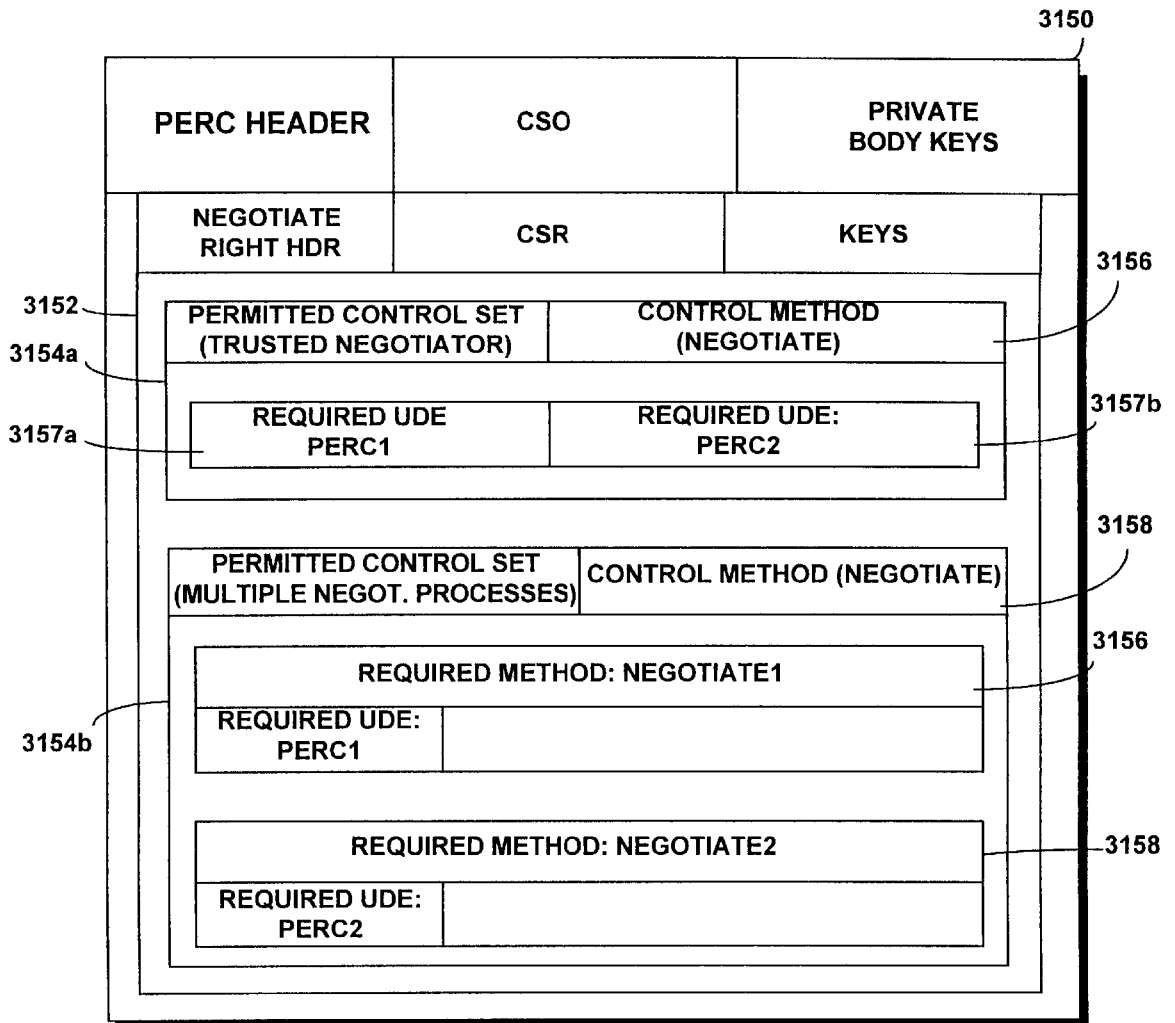 3150
PERC HEADER
CSO
PRIVATE
BODY KEYS
NEGOTIATE
RIGHT HDR
CSR
KEYS
3156
3152
PERMITTED CONTROL SET
(TRUSTED NEGOTIATOR)
CONTROL METHOD
(NEGOTIATE)
3154a
REQUIRED UDE
PERC1
REQUIRED UDE:
PERC2
3157b
3157a
3158
PERMITTED CONTROL SET
(MULTIPLE NEGOT. PROCESSES)
CONTROL METHOD (NEGOTIATE)
3156
REQUIRED METHOD: NEGOTIATE1
REQUIRED UDE:
PERC1
3154b
REQUIRED METHOD: NEGOTIATE2
3158
REQUIRED UDE:
PERC2